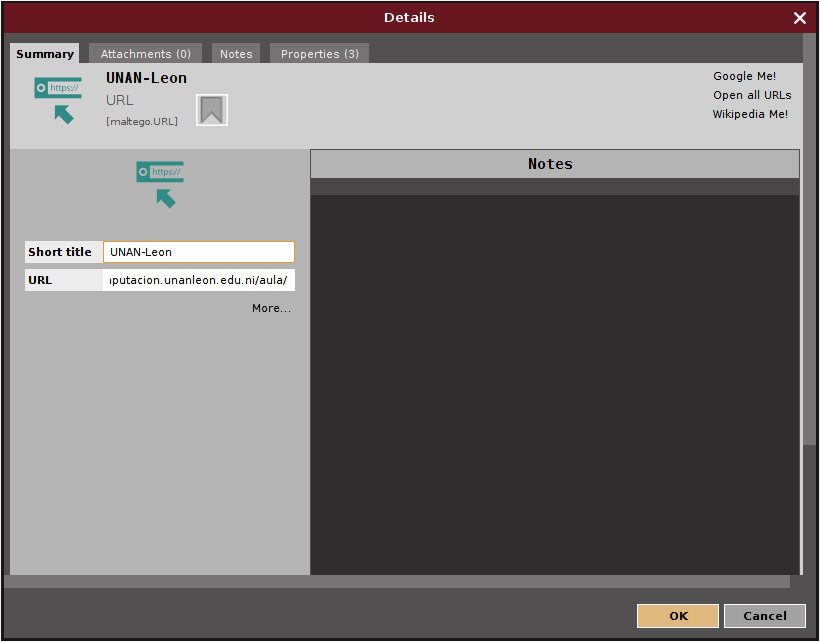 Details
Summary
Attachments (0)
Notes
Properties (3)
https://
UNAN-Leon
URL
[maltego.URL]
Google Me!
Open all URLs
Wikipedia Me!
https://
Notes
Short title
UNAN-Leon
URL
putacion.unanleon.edu.ni/aula/
More...
OK
Cancel